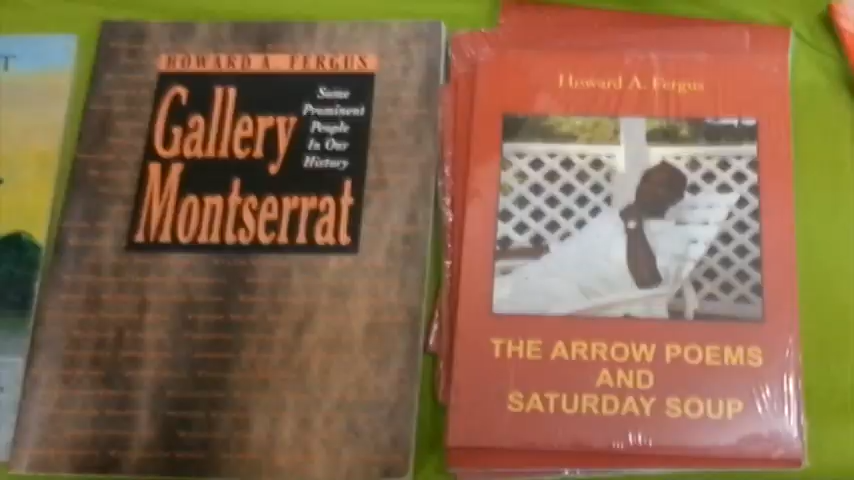 T
HOWARD A. FERGUS
Gallery
Montserrat
Some
Prominent
People
In Our
History
Howard A. Fergus
THE ARROW POEMS
AND
SATURDAY SOUP